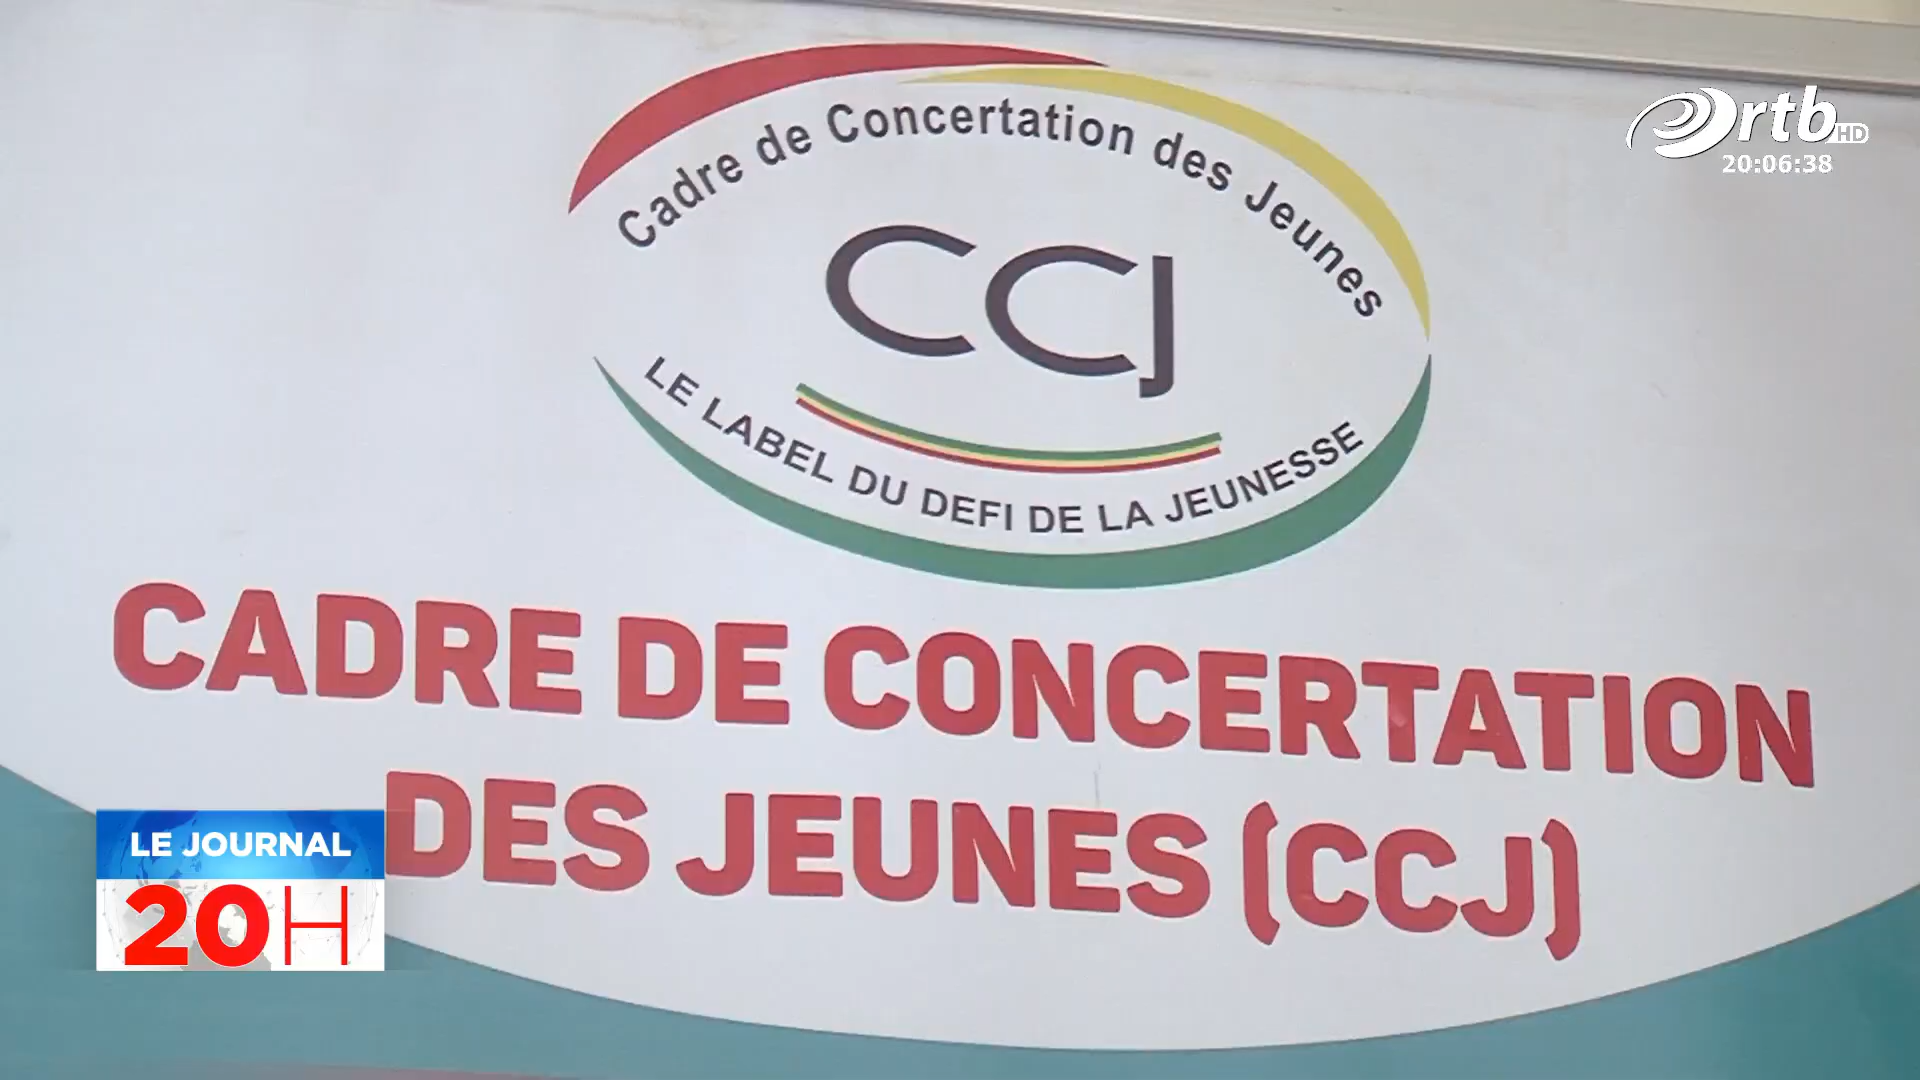 Cadre de Concertation des Jeunes
CCJ
LE LABEL DU DEFI DE LA JEUNESSE
rtb HD
20:06:38
CADRE DE CONCERTATION
DES JEUNES (CCJ)
LE JOURNAL
20H